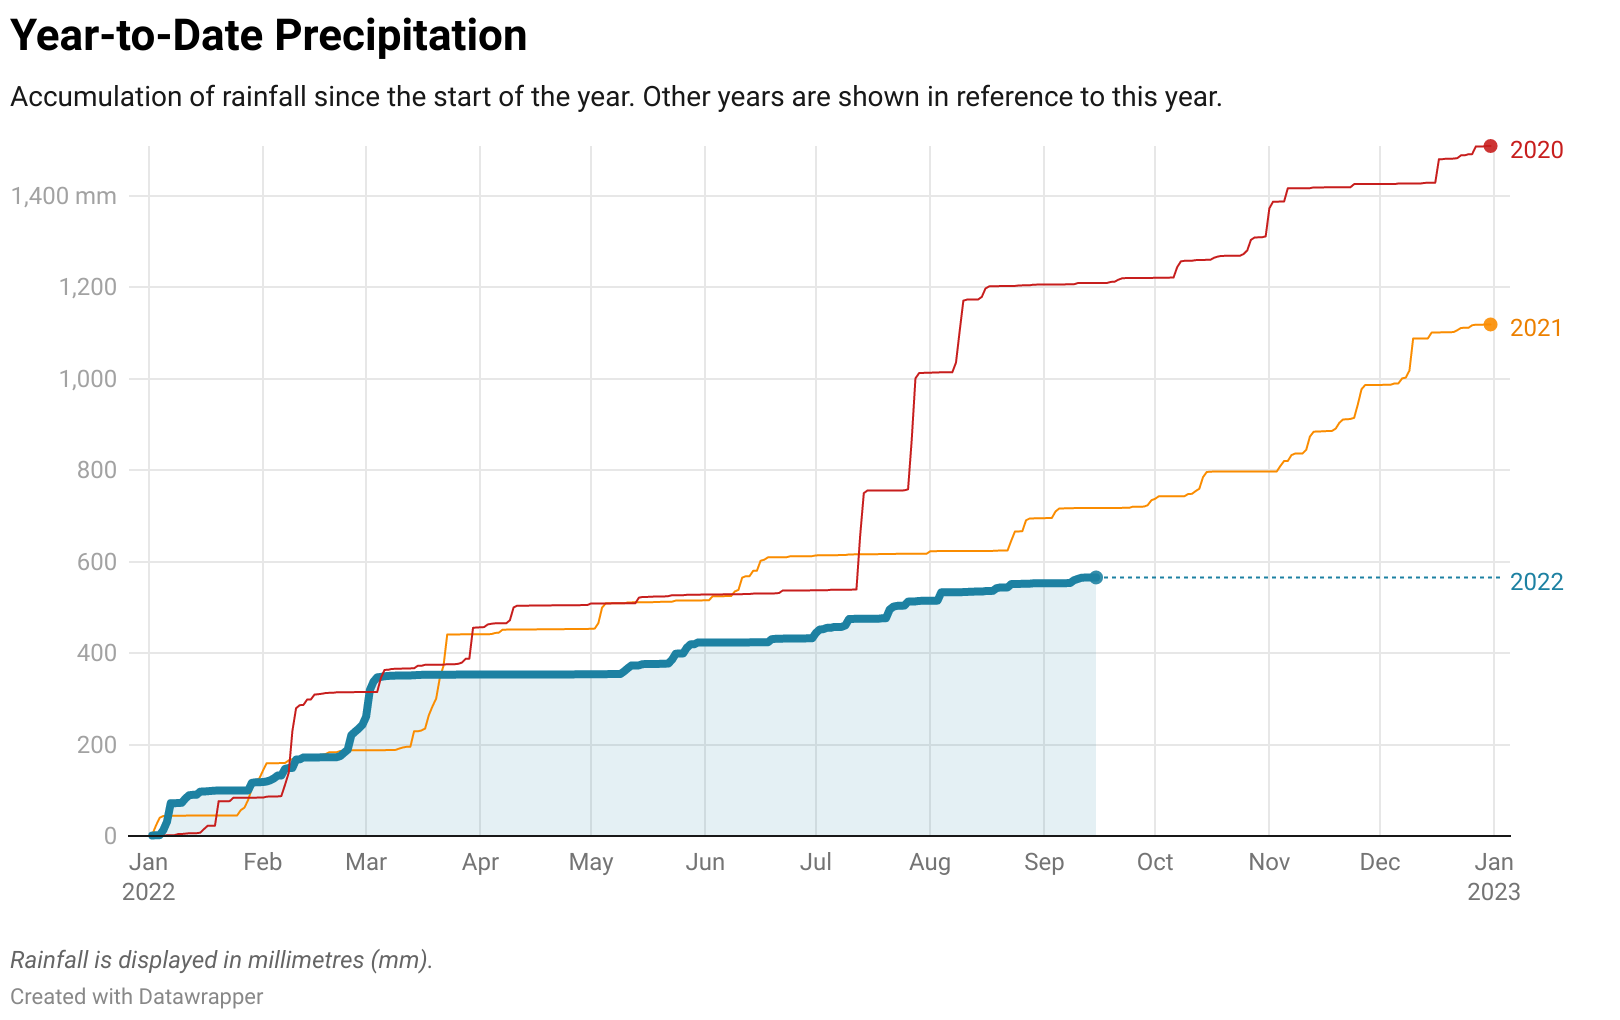 Year-to-Date Precipitation
Accumulation of rainfall since the start of the year. Other years are shown in reference to this year.
2020
1,400 mm
1,200
2021
1,000
800
600
2022
400
200
0
Jan Feb Mar Apr May Jun Jul Aug Sep Oct Nov Dec Jan
2022 2023
Rainfall is displayed in millimetres (mm).
Created with Datawrapper